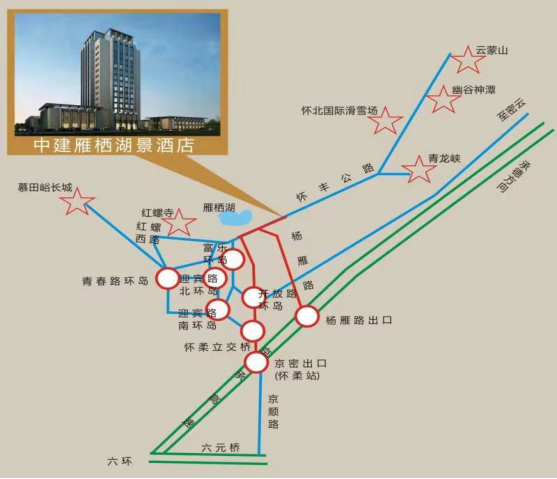 中建雁栖湖景酒店
云蒙山
幽谷神潭
怀北国际滑雪场
至密云
承德方向
青龙峡
怀丰公路
慕田峪长城
红螺寺
雁栖湖
红螺
西路
杨雁路
富乐
环岛
青春路环岛
迎宾路
北环岛
开放路
环岛
迎宾路
南环岛
杨雁路出口
怀柔立交桥
京密出口
(怀柔站)
京承高速
京顺路
六元桥
六环